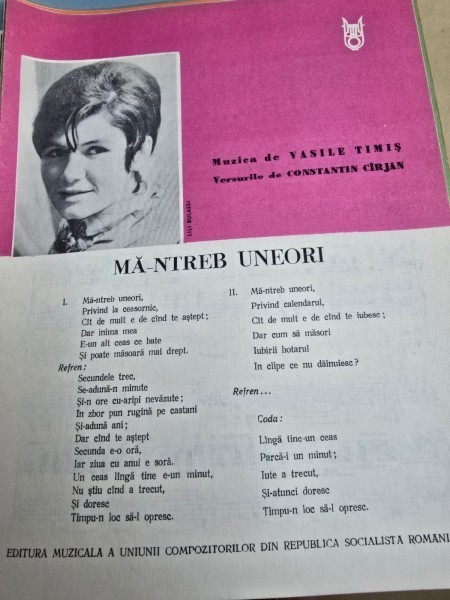 Muzica de VASILE TIMIȘ
Versurile de CONSTANTIN CÎRJAN
LILI BULAESI
MĂ-NTREB UNEORI
I. Mă-ntreb uneori,
Privind la ceasornic,
Cît de mult e de cînd te aștept;
Dar inima mea
E-un alt ceas ce bate
Și poate măsoară mai drept.
Refren:
Secundele trec,
Se-adună-n minute
Și-n ore cu-aripi nevăzute;
În zbor pun rugină pe castani
Și-adună ani;
Dar cînd te aștept
Secunda e-o oră,
Iar ziua cu anul e soră.
Un ceas lîngă tine e-un minut,
Nu știu cînd a trecut,
Și doresc
Timpu-n loc să-l opresc.
II. Mă-ntreb uneori,
Privind calendarul,
Cît de mult e de cînd te iubesc;
Dar cum să măsori
Iubirii hotarul
În clipe ce nu dăinuiesc?
Refren...
Coda:
Lîngă tine-un ceas
Parcă-i un minut;
Iute a trecut,
Și-atunci doresc
Timpu-n loc să-l opresc.
EDITURA MUZICALA A UNIUNII COMPOZITORILOR DIN REPUBLICA SOCIALISTA ROMANI